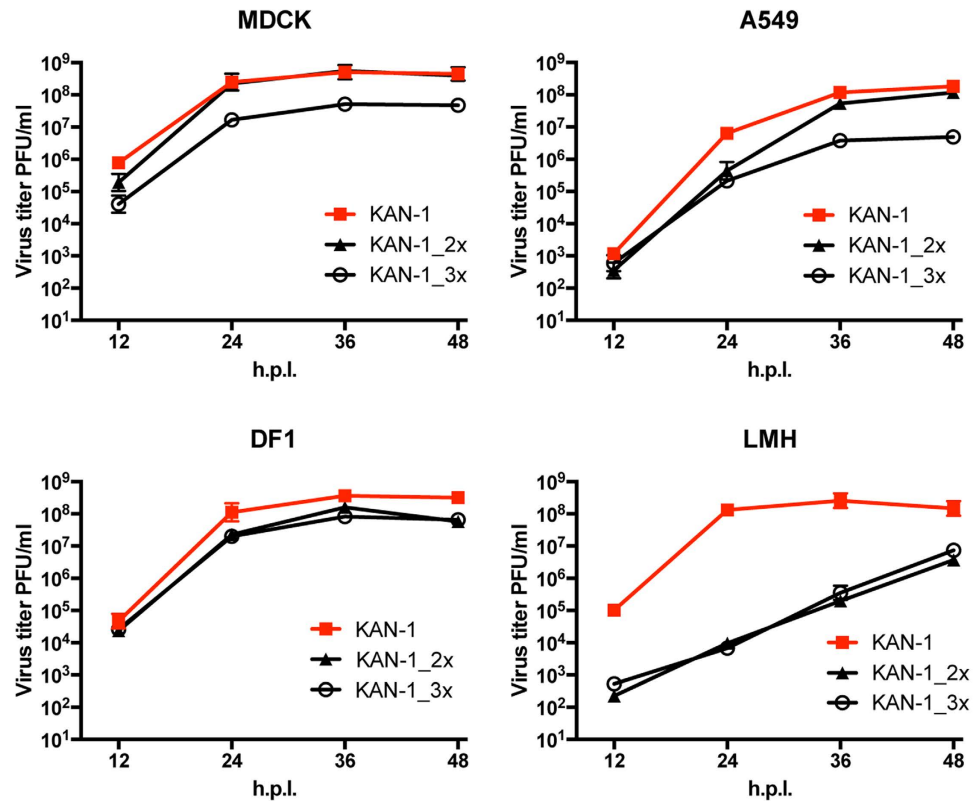 MDCK
Virus titer PFU/ml
10⁹
10⁸
10⁷
10⁶
10⁵
10⁴
10³
10²
10¹
KAN-1
KAN-1_2x
KAN-1_3x
12 24 36 48
h.p.l.
A549
Virus titer PFU/ml
10⁹
10⁸
10⁷
10⁶
10⁵
10⁴
10³
10²
10¹
KAN-1
KAN-1_2x
KAN-1_3x
12 24 36 48
h.p.l.
DF1
Virus titer PFU/ml
10⁹
10⁸
10⁷
10⁶
10⁵
10⁴
10³
10²
10¹
KAN-1
KAN-1_2x
KAN-1_3x
12 24 36 48
h.p.l.
LMH
Virus titer PFU/ml
10⁹
10⁸
10⁷
10⁶
10⁵
10⁴
10³
10²
10¹
KAN-1
KAN-1_2x
KAN-1_3x
12 24 36 48
h.p.l.